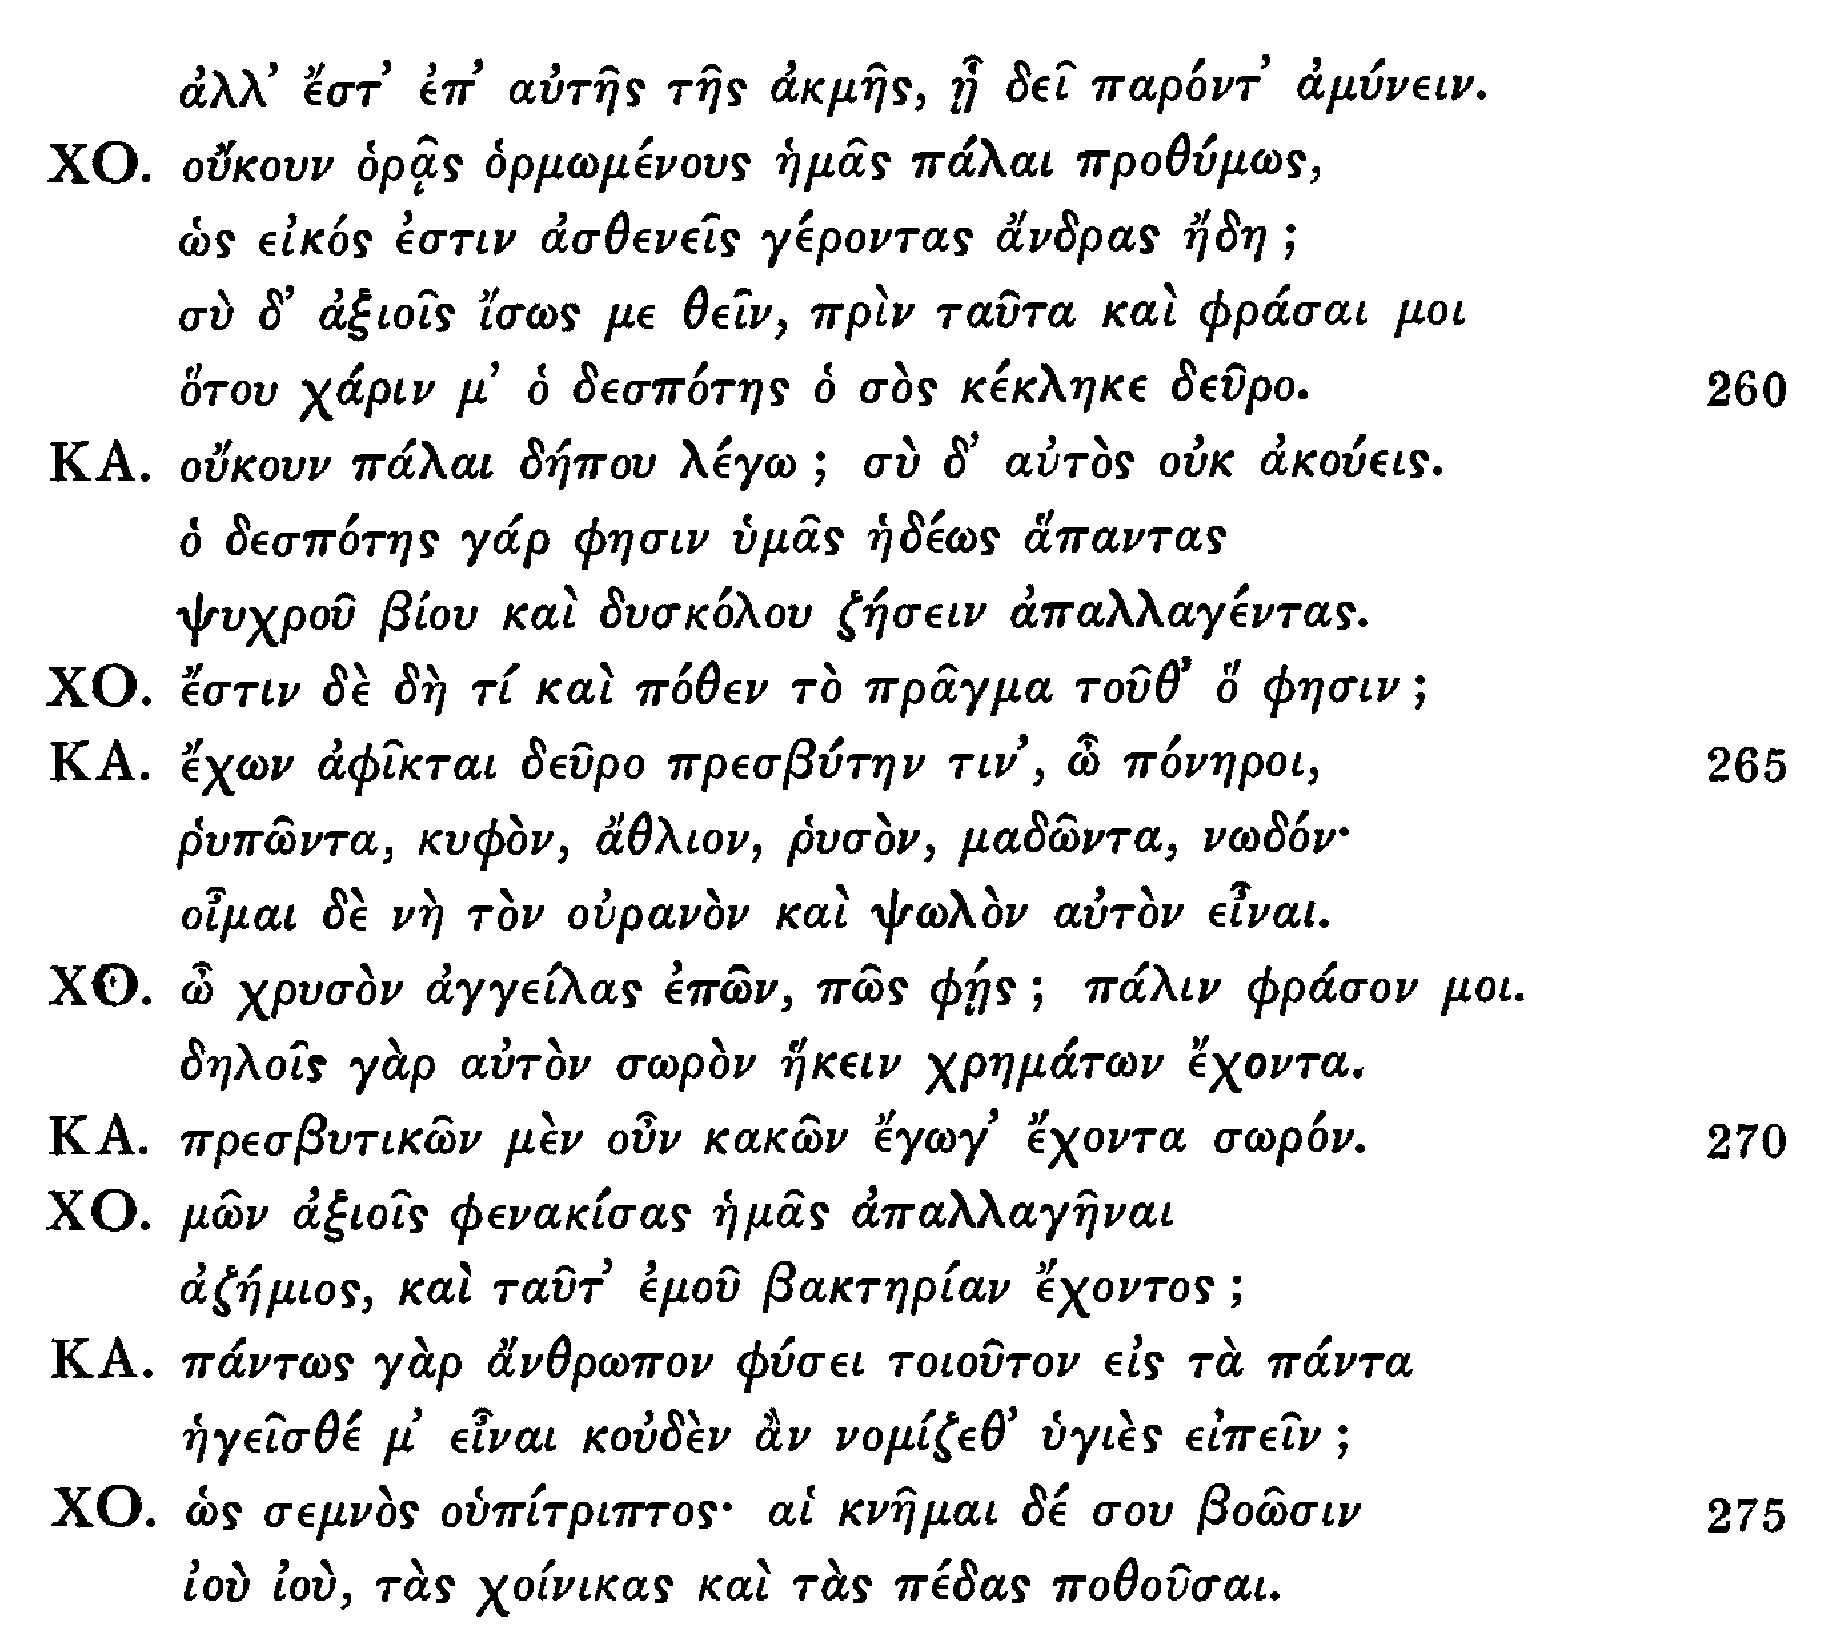 ἀλλ’ ἔστ’ ἐπ’ αὐτῆς τῆς ἀκμῆς, ᾗ δεῖ παρόντ’ ἀμύνειν.
ΧΟ. οὔκουν ὁρᾷς ὁρμωμένους ἡμᾶς πάλαι προθύμως,
ὡς εἰκός ἐστιν ἀσθενεῖς γέροντας ἄνδρας ἤδη ;
σὺ δ’ ἀξιοῖς ἴσως με θεῖν, πρὶν ταῦτα καὶ φράσαι μοι
ὅτου χάριν μ’ ὁ δεσπότης ὁ σὸς κέκληκε δεῦρο. 260
ΚΑ. οὔκουν πάλαι δήπου λέγω ; σὺ δ’ αὐτὸς οὐκ ἀκούεις.
ὁ δεσπότης γάρ φησιν ὑμᾶς ἡδέως ἅπαντας
ψυχροῦ βίου καὶ δυσκόλου ζήσειν ἀπαλλαγέντας.
ΧΟ. ἔστιν δὲ δὴ τί καὶ πόθεν τὸ πρᾶγμα τοῦθ’ ὅ φησιν ;
ΚΑ. ἔχων ἀφῖκται δεῦρο πρεσβύτην τιν’, ὦ πόνηροι, 265
ῥυπῶντα, κυφὸν, ἄθλιον, ῥυσὸν, μαδῶντα, νωδόν·
οἶμαι δὲ νὴ τὸν οὐρανὸν καὶ ψωλὸν αὐτὸν εἶναι.
ΧΟ. ὦ χρυσὸν ἀγγείλας ἐπῶν, πῶς φῄς ; πάλιν φράσον μοι.
δηλοῖς γὰρ αὐτὸν σωρὸν ἥκειν χρημάτων ἔχοντα.
ΚΑ. πρεσβυτικῶν μὲν οὖν κακῶν ἔγωγ’ ἔχοντα σωρόν. 270
ΧΟ. μῶν ἀξιοῖς φενακίσας ἡμᾶς ἀπαλλαγῆναι
ἀζήμιος, καὶ ταῦτ’ ἐμοῦ βακτηρίαν ἔχοντος ;
ΚΑ. πάντως γὰρ ἄνθρωπον φύσει τοιοῦτον εἰς τὰ πάντα
ἡγεῖσθέ μ’ εἶναι κοὐδὲν ἂν νομίζεθ’ ὑγιὲς εἰπεῖν ;
ΧΟ. ὡς σεμνὸς οὑπίτριπτος· αἱ κνῆμαι δέ σου βοῶσιν 275
ἰοὺ ἰοὺ, τὰς χοίνικας καὶ τὰς πέδας ποθοῦσαι.